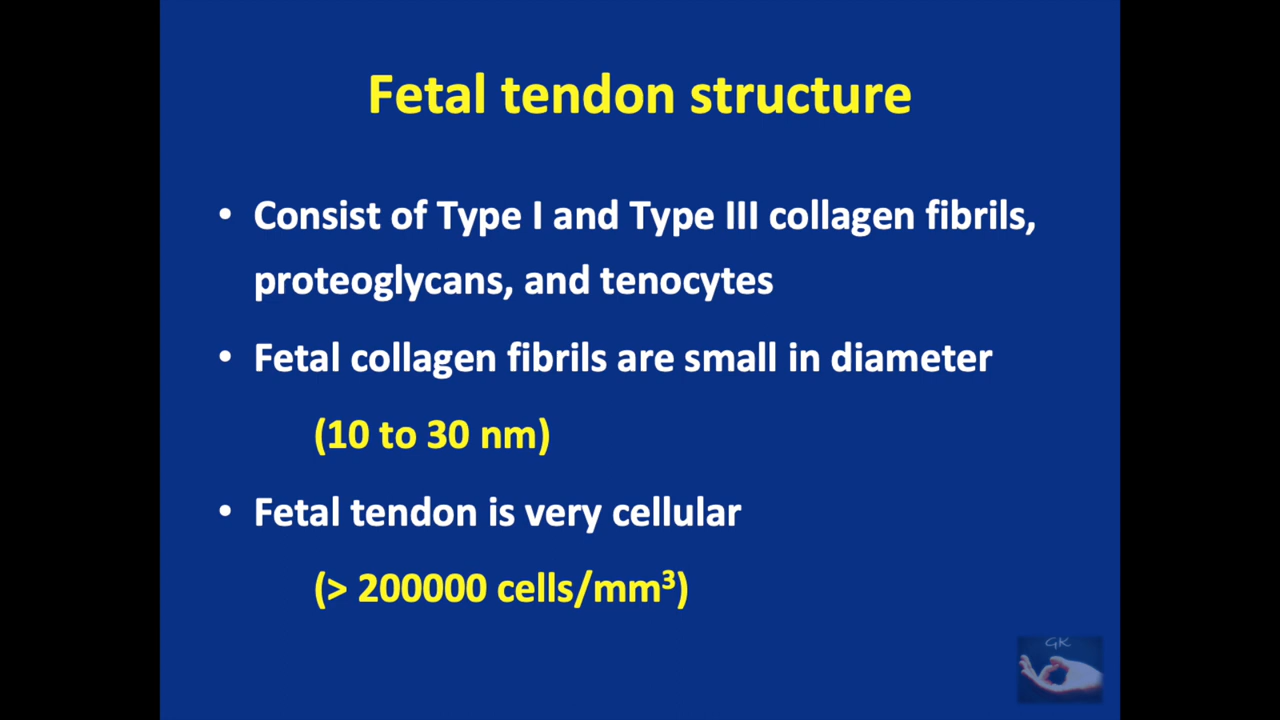 Fetal tendon structure
• Consist of Type I and Type III collagen fibrils,
proteoglycans, and tenocytes
• Fetal collagen fibrils are small in diameter
(10 to 30 nm)
• Fetal tendon is very cellular
(> 200000 cells/mm³)
GK